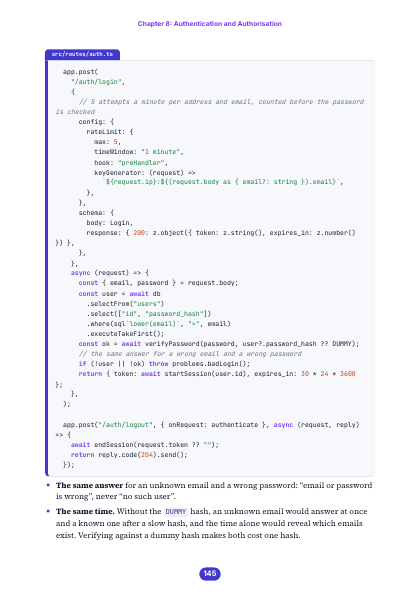 Chapter 8: Authentication and Authorisation
src/routes/auth.ts
app.post(
"/auth/login",
{
// 5 attempts a minute per address and email, counted before the password
is checked
config: {
rateLimit: {
max: 5,
timeWindow: "1 minute",
hook: "preHandler",
keyGenerator: (request) =>
`${request.ip}:${(request.body as { email?: string }).email}`,
},
},
schema: {
body: Login,
response: { 200: z.object({ token: z.string(), expires_in: z.number()
}) },
},
},
async (request) => {
const { email, password } = request.body;
const user = await db
.selectFrom("users")
.select(["id", "password_hash"])
.where(sql`lower(email)`, "=", email)
.executeTakeFirst();
const ok = await verifyPassword(password, user?.password_hash ?? DUMMY);
// the same answer for a wrong email and a wrong password
if (!user || !ok) throw problems.badLogin();
return { token: await startSession(user.id), expires_in: 30 * 24 * 3600
};
},
);
app.post("/auth/logout", { onRequest: authenticate }, async (request, reply)
=> {
await endSession(request.token ?? "");
return reply.code(204).send();
});
• The same answer for an unknown email and a wrong password: “email or password
is wrong”, never “no such user”.
• The same time. Without the DUMMY hash, an unknown email would answer at once
and a known one after a slow hash, and the time alone would reveal which emails
exist. Verifying against a dummy hash makes both cost one hash.
145